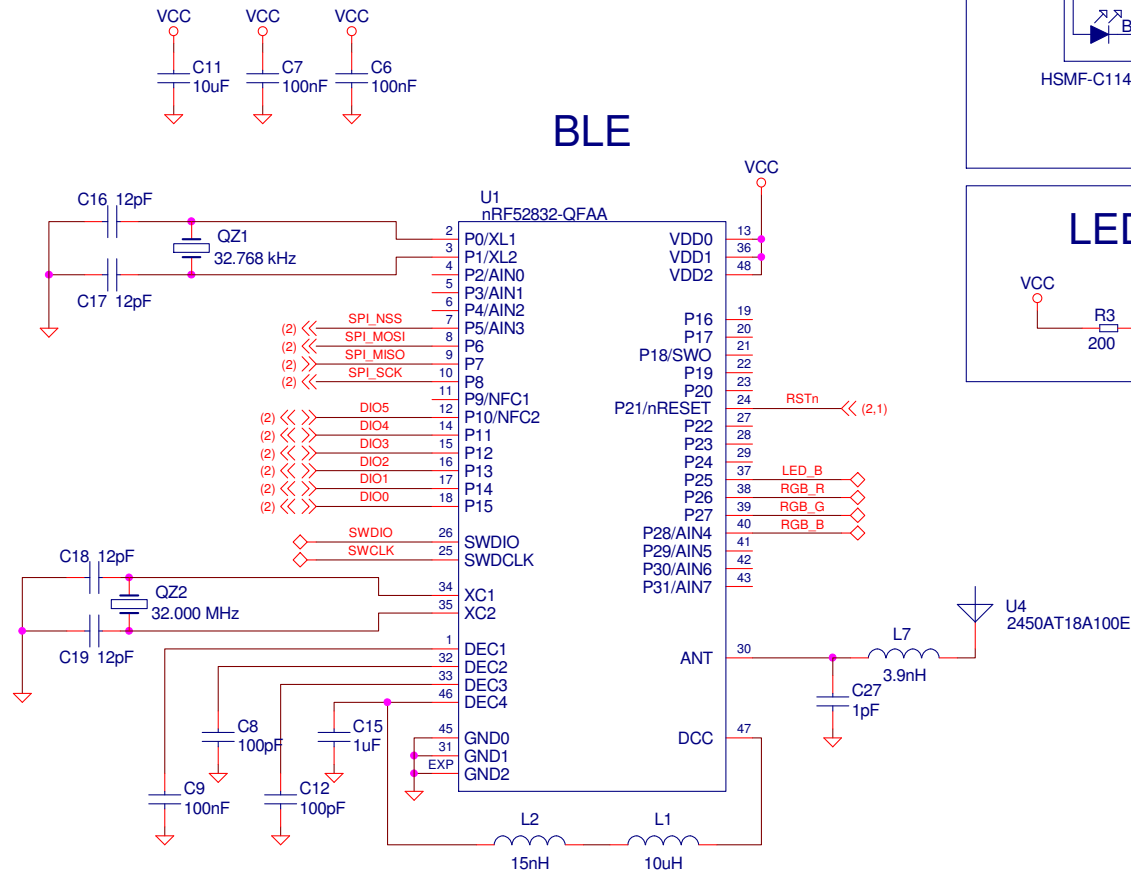 VCC VCC VCC
C11 10uF
C7 100nF
C6 100nF
HSMF-C114
BLE
VCC
C16 12pF
QZ1
32.768 kHz
C17 12pF
U1
nRF52832-QFAA
2 P0/XL1
3 P1/XL2
4 P2/AIN0
5 P3/AIN1
6 P4/AIN2
(2) SPI_NSS 7 P5/AIN3
(2) SPI_MOSI 8 P6
(2) SPI_MISO 9 P7
(2) SPI_SCK 10 P8
11 P9/NFC1
(2) DIO5 12 P10/NFC2
(2) DIO4 14 P11
(2) DIO3 15 P12
(2) DIO2 16 P13
(2) DIO1 17 P14
(2) DIO0 18 P15
SWDIO 26 SWDIO
SWCLK 25 SWDCLK
34 XC1
35 XC2
1 DEC1
32 DEC2
33 DEC3
46 DEC4
45 GND0
31 GND1
EXP GND2
VDD0 13
VDD1 36
VDD2 48
P16 19
P17 20
P18/SWO 21
P19 22
P20 23
P21/nRESET 24 RSTn (2,1)
P22 27
P23 28
P24 29
P25 37 LED_B
P26 38 RGB_R
P27 39 RGB_G
P28/AIN4 40 RGB_B
P29/AIN5 41
P30/AIN6 42
P31/AIN7 43
ANT 30
DCC 47
C18 12pF
QZ2
32.000 MHz
C19 12pF
C8
100pF
C15
1uF
C9
100nF
C12
100pF
L2
15nH
L1
10uH
L7
3.9nH
C27
1pF
U4
2450AT18A100E
LED
VCC
R3
200
B